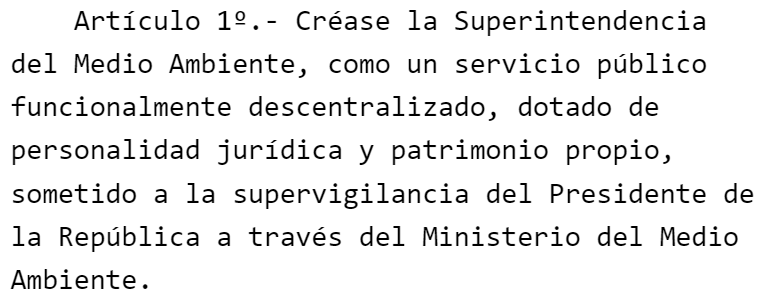 Artículo 1º.- Créase la Superintendencia
del Medio Ambiente, como un servicio público
funcionalmente descentralizado, dotado de
personalidad jurídica y patrimonio propio,
sometido a la supervigilancia del Presidente de
la República a través del Ministerio del Medio
Ambiente.